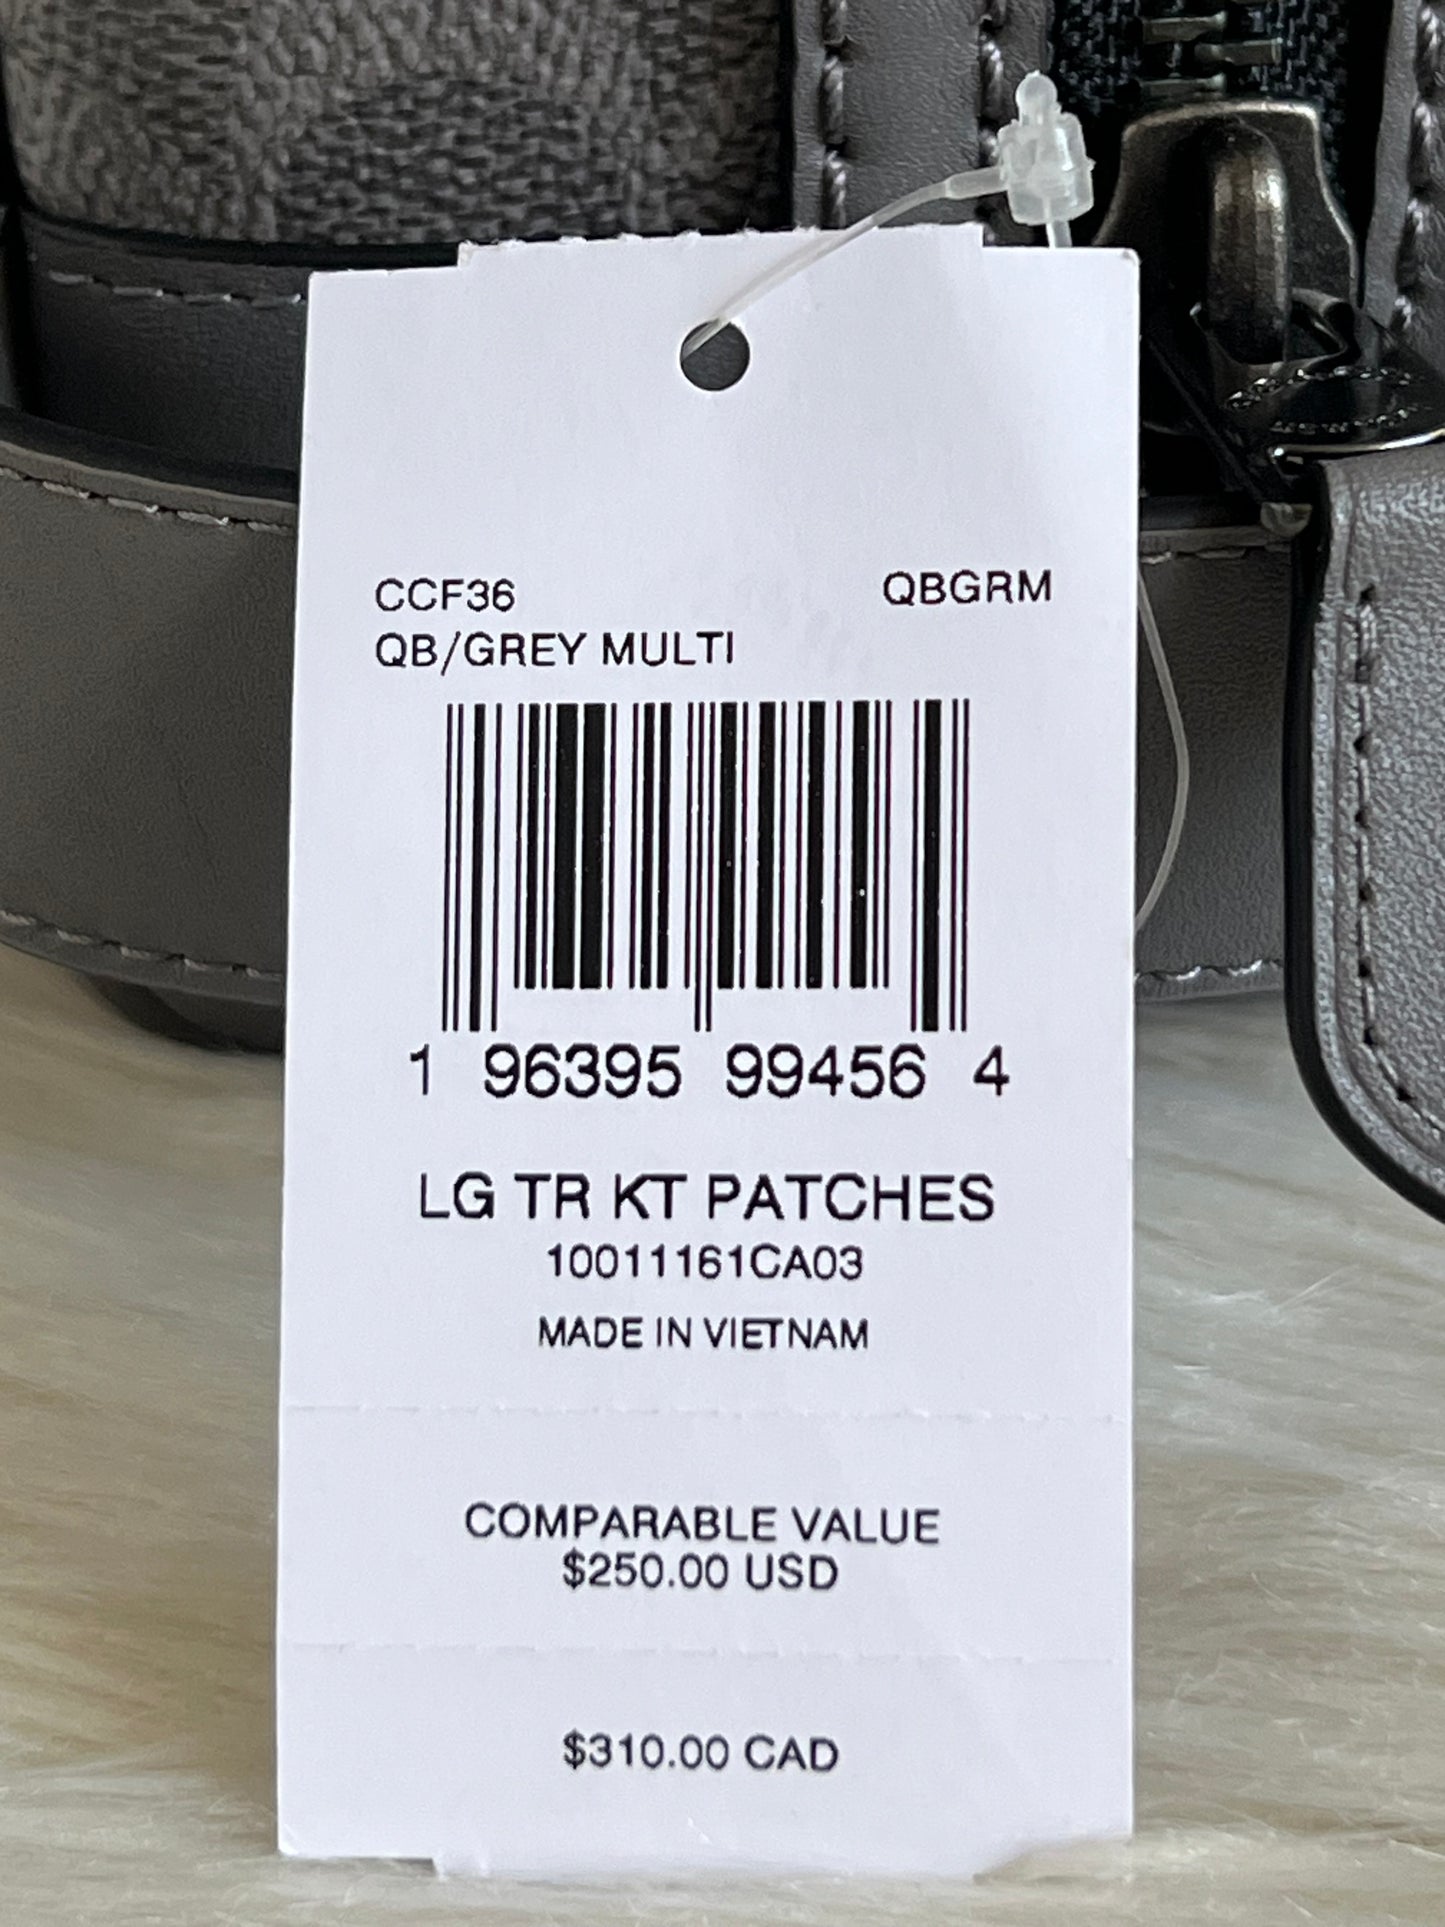 CCF36 QBGRM
QB/GREY MULTI
1 96395 99456 4
LG TR KT PATCHES
10011161CA03
MADE IN VIETNAM
COMPARABLE VALUE
$250.00 USD
$310.00 CAD